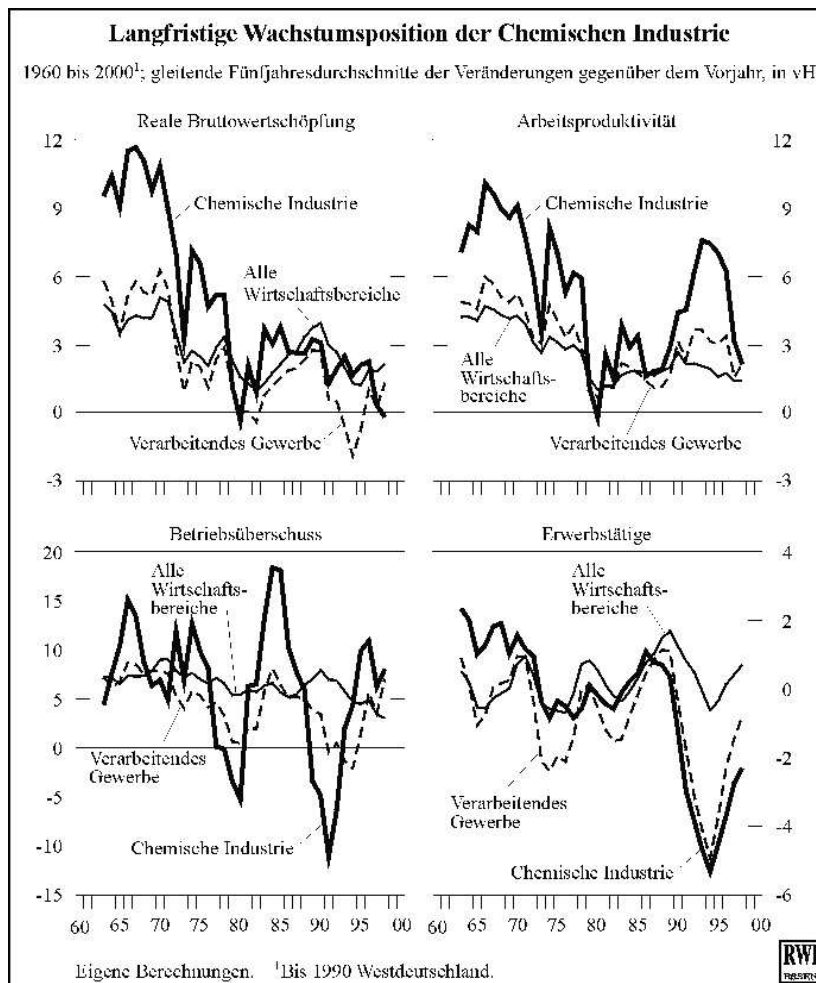 Langfristige Wachstumsposition der Chemischen Industrie
1960 bis 2000¹; gleitende Fünfjahresdurchschnitte der Veränderungen gegenüber dem Vorjahr, in vH
Reale Bruttowertschöpfung
12
9
6
3
0
-3
Chemische Industrie
Alle
Wirtschaftsbereiche
Verarbeitendes Gewerbe
Arbeitsproduktivität
12
9
6
3
0
-3
Chemische Industrie
Alle
Wirtschafts-
bereiche
Verarbeitendes Gewerbe
Betriebsüberschuss
20
15
10
5
0
-5
-10
-15
Alle
Wirtschafts-
bereiche
Verarbeitendes
Gewerbe
Chemische Industrie
60 65 70 75 80 85 90 95 00
Erwerbstätige
4
2
0
-2
-4
-6
Alle
Wirtschafts-
bereiche
Verarbeitendes
Gewerbe
Chemische Industrie
60 65 70 75 80 85 90 95 00
Eigene Berechnungen. ¹Bis 1990 Westdeutschland.
RWI
ESSEN